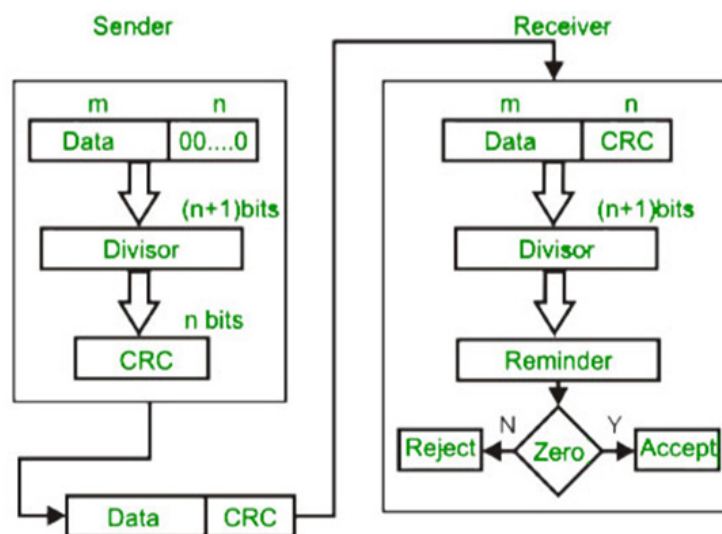 Sender
Receiver
m n
Data 00....0
(n+1)bits
Divisor
n bits
CRC
Data CRC
m n
Data CRC
(n+1)bits
Divisor
Reminder
N Y
Reject Zero Accept